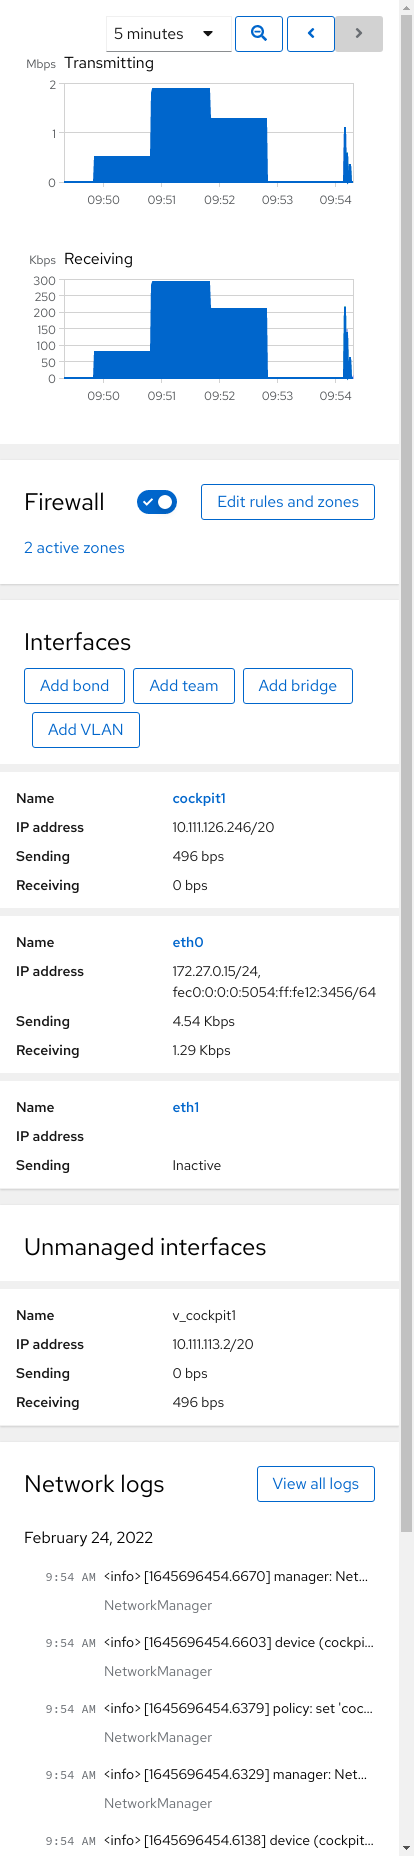 5 minutes
Mbps Transmitting
2
1
0
09:50 09:51 09:52 09:53 09:54
Kbps Receiving
300
250
200
150
100
50
0
09:50 09:51 09:52 09:53 09:54
Firewall Edit rules and zones
2 active zones
Interfaces
Add bond Add team Add bridge
Add VLAN
Name cockpit1
IP address 10.111.126.246/20
Sending 496 bps
Receiving 0 bps
Name eth0
IP address 172.27.0.15/24,
fec0:0:0:0:5054:ff:fe12:3456/64
Sending 4.54 Kbps
Receiving 1.29 Kbps
Name eth1
IP address
Sending Inactive
Unmanaged interfaces
Name v_cockpit1
IP address 10.111.113.2/20
Sending 0 bps
Receiving 496 bps
Network logs View all logs
February 24, 2022
9:54 AM <info> [1645696454.6670] manager: Net...
NetworkManager
9:54 AM <info> [1645696454.6603] device (cockpi...
NetworkManager
9:54 AM <info> [1645696454.6379] policy: set 'coc...
NetworkManager
9:54 AM <info> [1645696454.6329] manager: Net...
NetworkManager
9:54 AM <info> [1645696454.6138] device (cockpit...